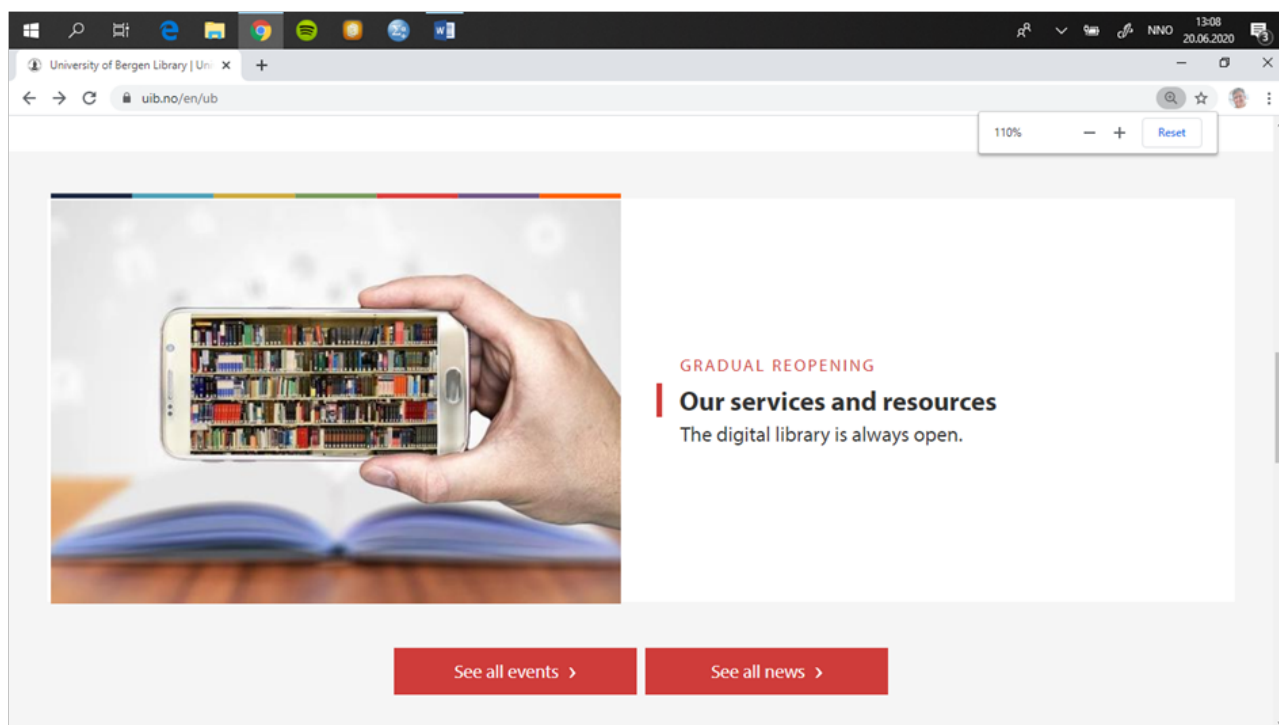 NNO
13:08
20.06.2020
3
University of Bergen Library | Uni
uib.no/en/ub
110%
Reset
GRADUAL REOPENING
Our services and resources
The digital library is always open.
See all events
See all news